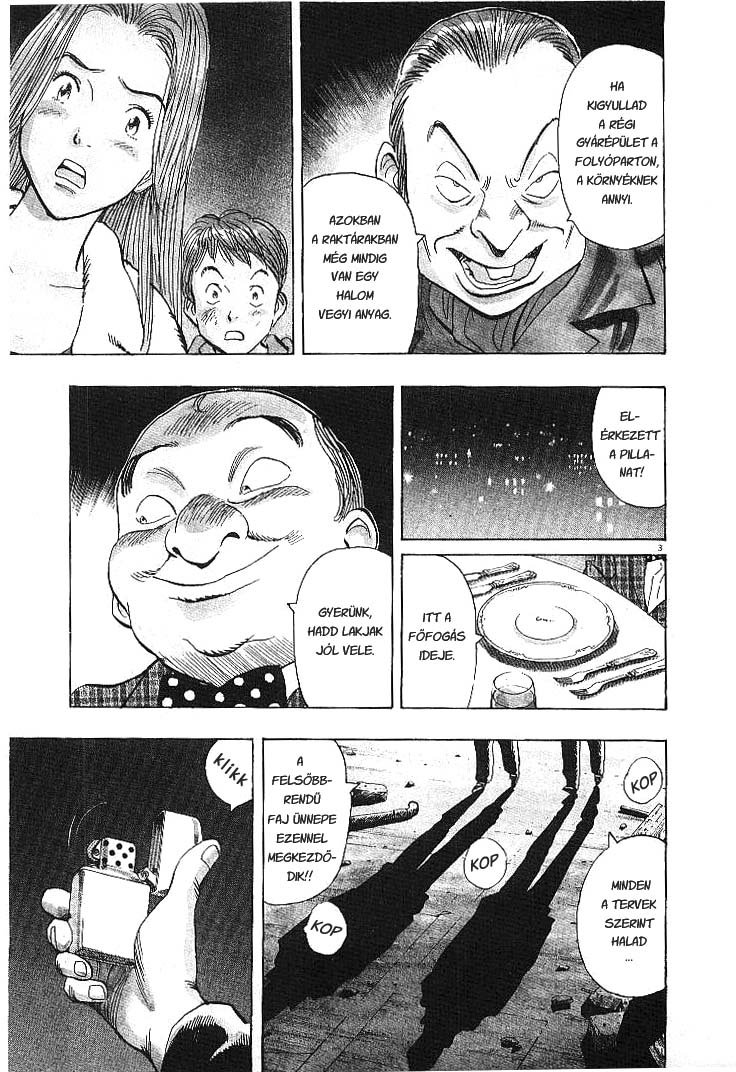 HA
KIGYULLAD
A RÉGI
GYÁRÉPÜLET A
FOLYÓPARTON,
A KÖRNYÉKNEK
ANNYI.
AZOKBAN
A RAKTÁRAKBAN
MÉG MINDIG
VAN EGY
HALOM
VEGYI ANYAG.
EL-
ÉRKEZETT
A PILLA-
NAT!
3
ITT A
FŐFOGÁS
IDEJE.
GYERÜNK,
HADD LAKJAK
JÓL VELE.
KOP
KOP
KOP
MINDEN
A TERVEK
SZERINT
HALAD
...
A
FELSŐBB-
RENDŰ
FAJ ÜNNEPE
EZENNEL
MEGKEZDŐ-
DIK!!
klikk